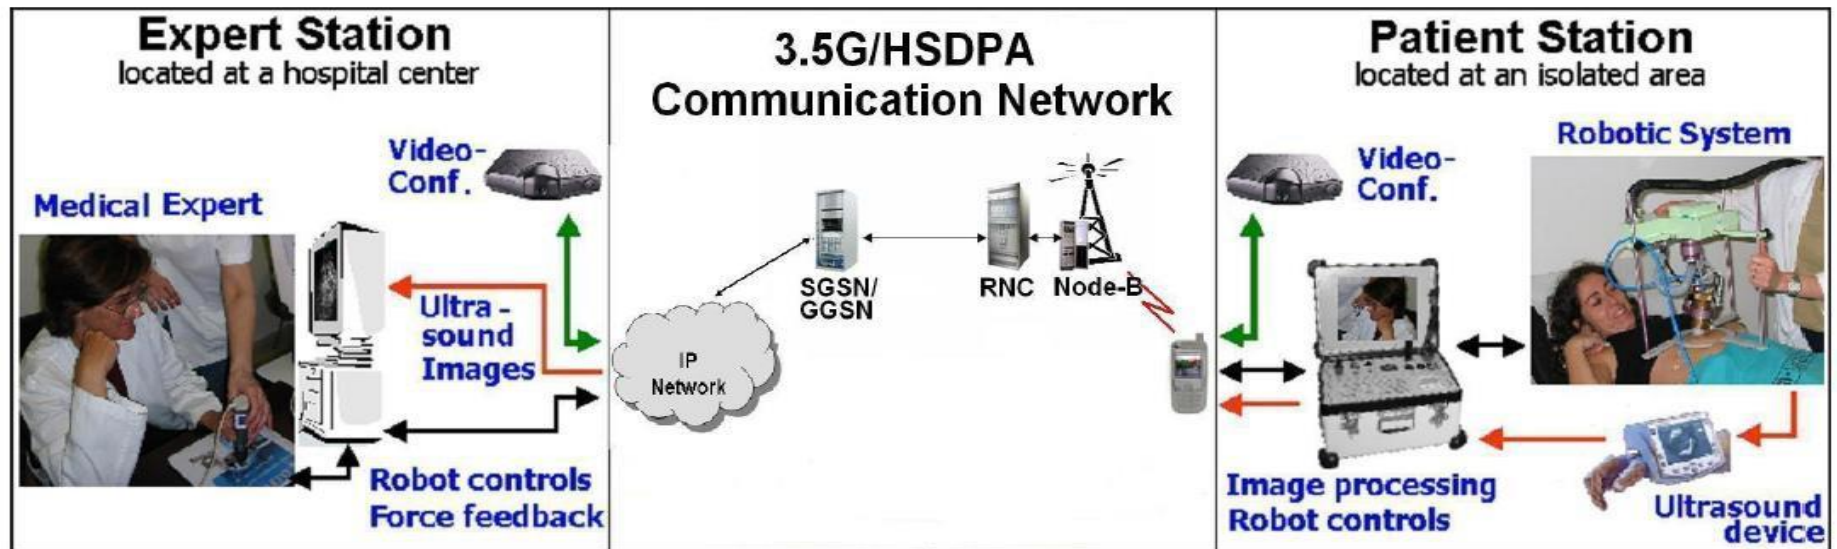 Expert Station
located at a hospital center
Video-
Conf.
Medical Expert
Ultra -
sound
Images
Robot controls
Force feedback
3.5G/HSDPA
Communication Network
SGSN/
GGSN
RNC
Node-B
IP
Network
Patient Station
located at an isolated area
Robotic System
Video-
Conf.
Image processing
Robot controls
Ultrasound
device